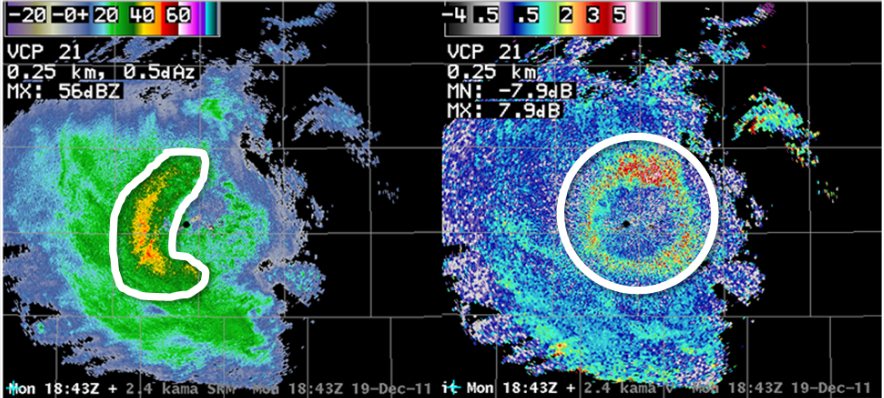 -20 -0+ 20 40 60
VCP 21
0.25 km, 0.5dAz
MX: 56dBZ
Mon 18:43Z + 2.4 kama SRM Mon 18:43Z 19-Dec-11
-4 .5 .5 2 3 5
VCP 21
0.25 km
MN: -7.9dB
MX: 7.9dB
Mon 18:43Z + 2.4 kama V Mon 18:43Z 19-Dec-11